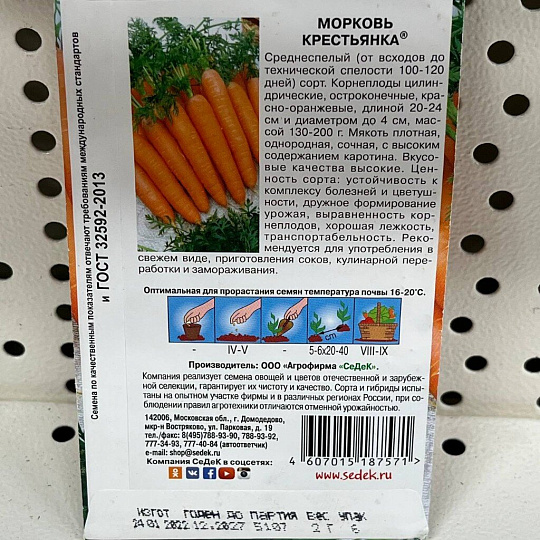 МОРКОВЬ
КРЕСТЬЯНКА®
Среднеспелый (от всходов до
технической спелости 100-120
дней) сорт. Корнеплоды цилин-
дрические, остроконечные, кра-
сно-оранжевые, длиной 20-24
см и диаметром до 4 см, мас-
сой 130-200 г. Мякоть плотная,
однородная, сочная, с высоким
содержанием каротина. Вкусо-
вые качества высокие. Цен-
ность сорта: устойчивость к
комплексу болезней и цветуш-
ности, дружное формирование
урожая, выравненность кор-
неплодов, хорошая лежкость,
транспортабельность. Реко-
мендуется для употребления в
свежем виде, приготовления соков, кулинарной пере-
работки и замораживания.
Семена по качественным показателям отвечают требованиям международных стандартов
и ГОСТ 32592-2013
Оптимальная для прорастания семян температура почвы 16-20°С.
cm
- IV-V - 5-6x20-40 VIII-IX
Производитель: ООО «Агрофирма «СеДеК».
Компания реализует семена овощей и цветов отечественной и зарубеж-
ной селекции, гарантирует их чистоту и качество. Сорта и гибриды испы-
таны на опытном участке фирмы и в различных регионах России, при со-
блюдении правил агротехники отличаются отменной урожайностью.
142006, Московская обл., г. Домодедово,
мкр-н Востряково, ул. Парковая, д. 19
тел./факс: 8(495)788-93-90, 788-93-92,
777-34-93, 777-40-84 (автоответчик)
e-mail: shop@sedek.ru
Компания СеДеК в соцсетях:
4 607015 187571 >
www.sedek.ru
ИЗГОТ ГОДЕН ДО ПАРТИЯ ВЕС УПАК
24.01 2022 12.2027 5107 2 Г 6